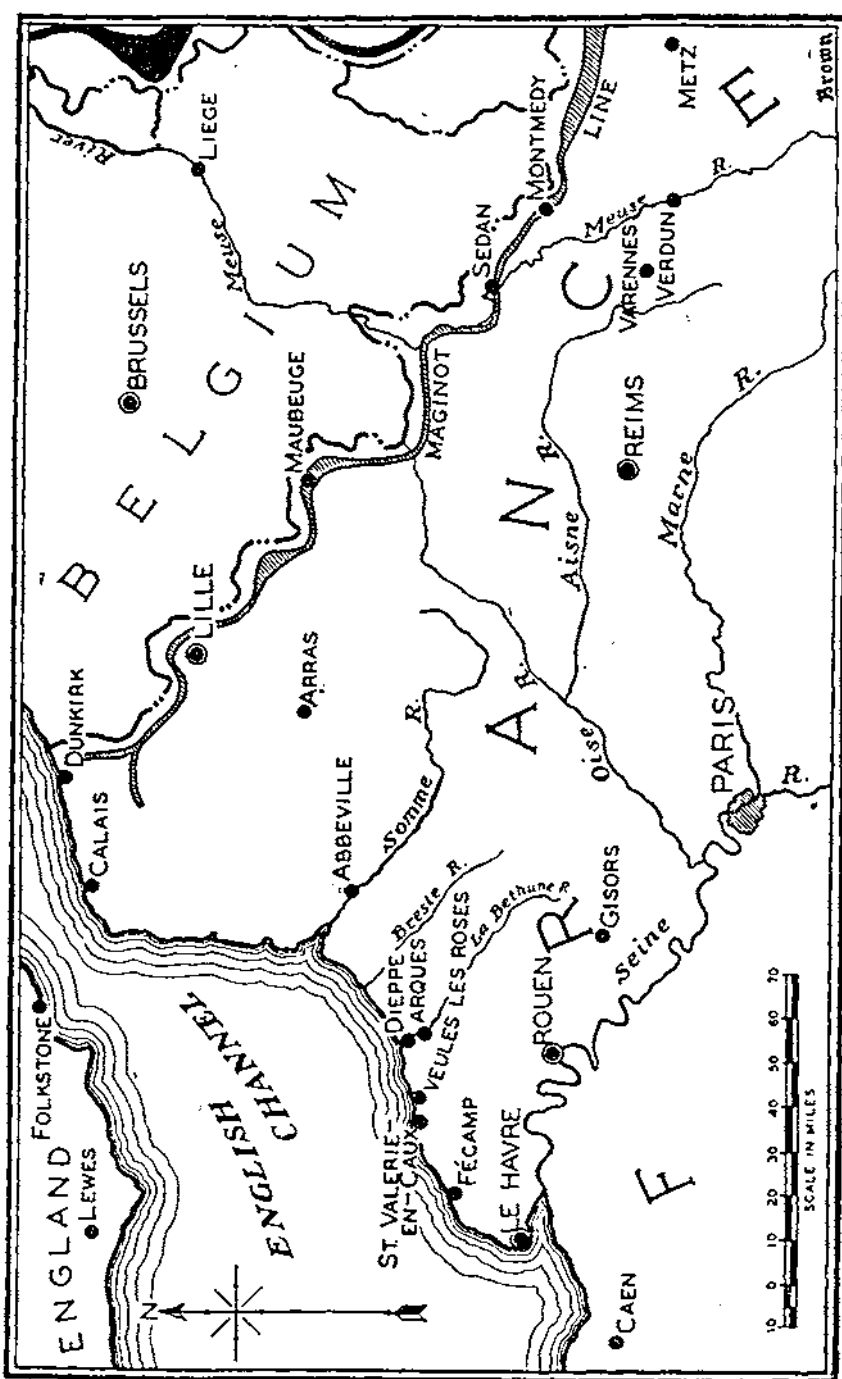 ENGLAND
FOLKSTONE
LEWES
N
ENGLISH
CHANNEL
CALAIS
DUNKIRK
BELGIUM
BRUSSELS
River
LIEGE
Meuse
LILLE
ARRAS
MAUBEUGE
ABBEVILLE
Somme R.
MAGINOT
LINE
SEDAN
MONTMEDY
Meuse R.
DIEPPE
ARQUES
VEULES LES ROSES
ST. VALERIE-
EN-CAUX
FÉCAMP
LE HAVRE
Bresle R.
La Bethune R.
ROUEN
GISORS
Seine R.
Oise R.
Aisne R.
REIMS
VARENNES
VERDUN
METZ
Marne R.
PARIS
CAEN
FRANCE
10 0 10 20 30 40 50 60 70
SCALE IN MILES
Brown